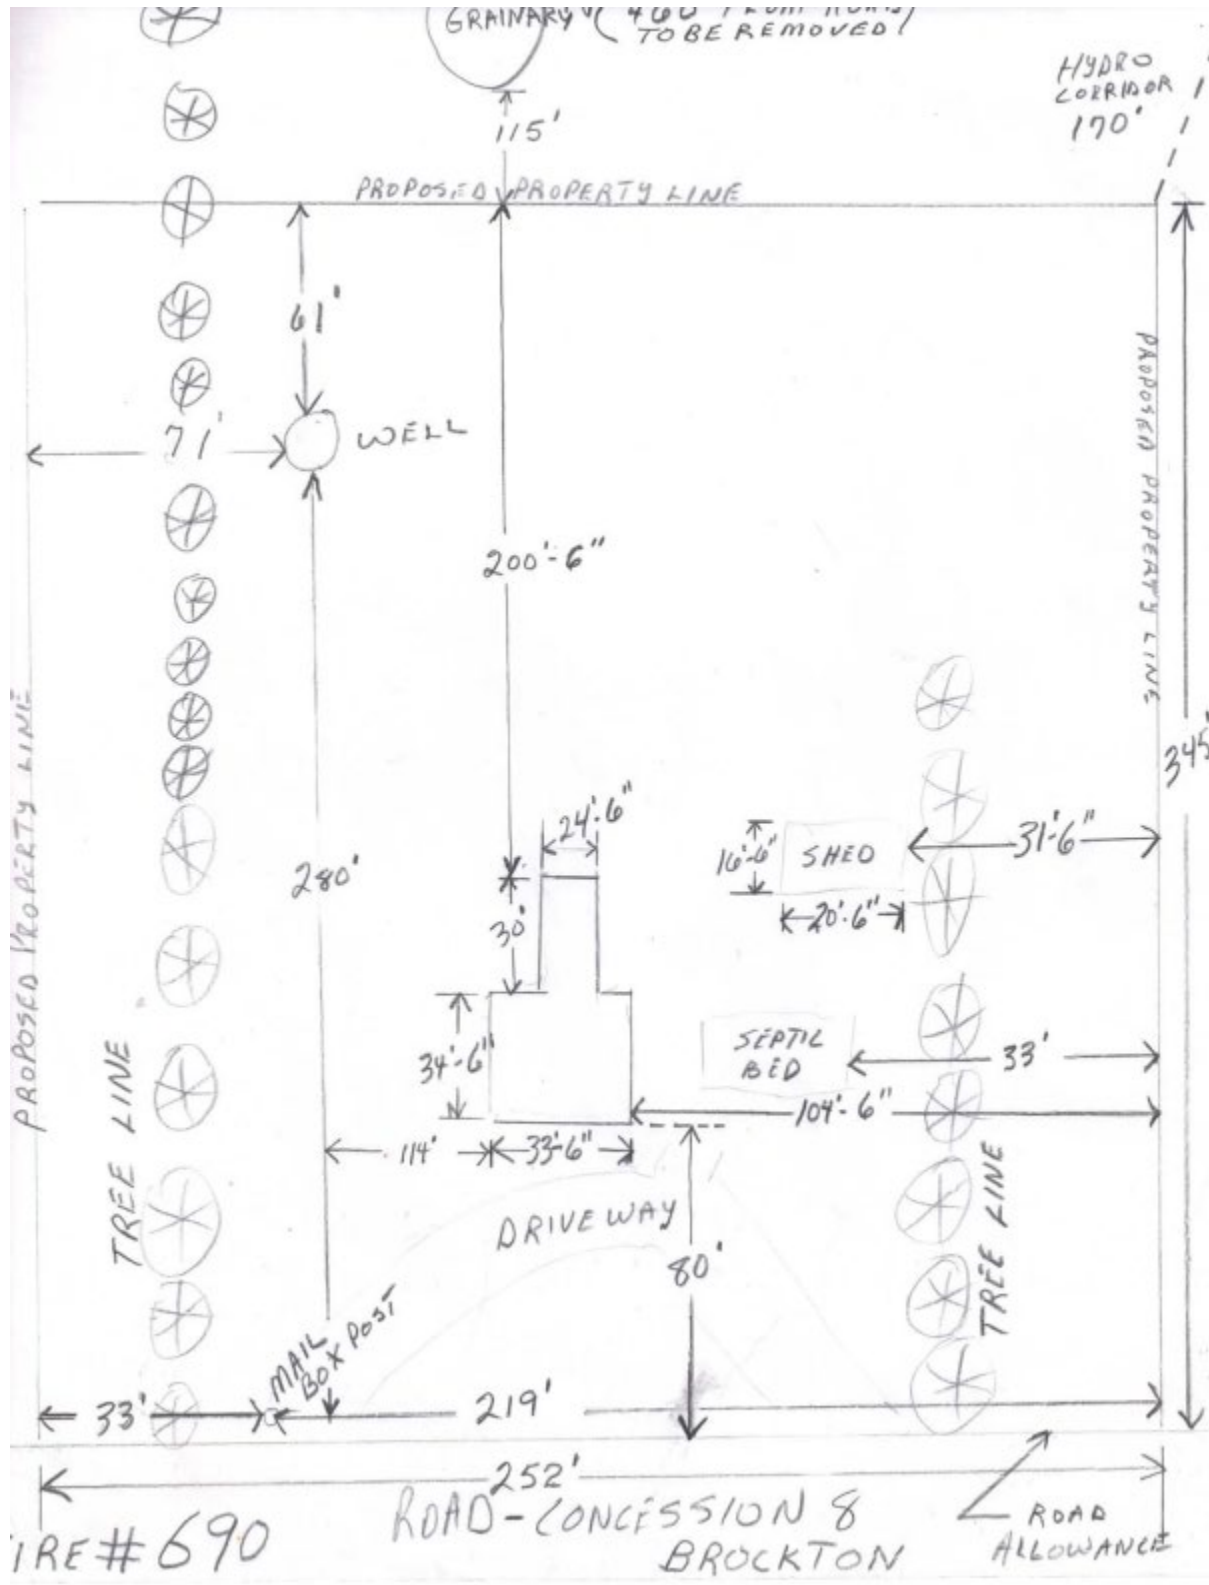 GRAINARY
TO BE REMOVED)
HYDRO
CORRIDOR
170'
115'
PROPOSED PROPERTY LINE
61'
71'
WELL
PROPOSED PROPERTY LINE
200'-6"
345'
PROPOSED PROPERTY LINE
24'-6"
16'-6"
SHED
31'-6"
20'-6"
280'
30'
34'-6"
SEPTIC
BED
33'
104'-6"
TREE LINE
114'
33'-6"
DRIVEWAY
80'
TREE LINE
MAIL
BOX POST
33'
219'
252'
ROAD-CONCESSION 8
BROCKTON
ROAD
ALLOWANCE
IRE# 690